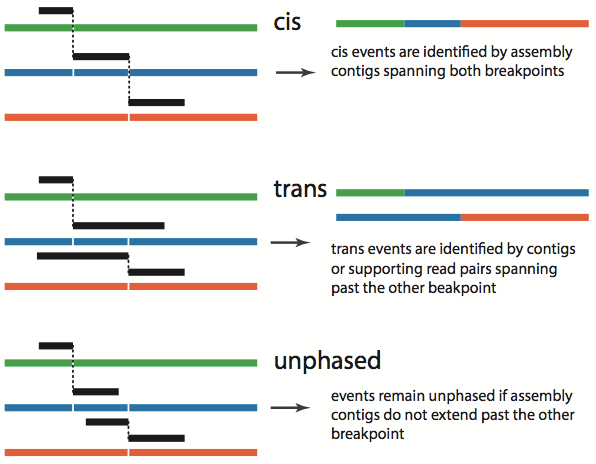 cis
cis events are identified by assembly
contigs spanning both breakpoints
trans
trans events are identified by contigs
or supporting read pairs spanning
past the other beakpoint
unphased
events remain unphased if assembly
contigs do not extend past the other
breakpoint